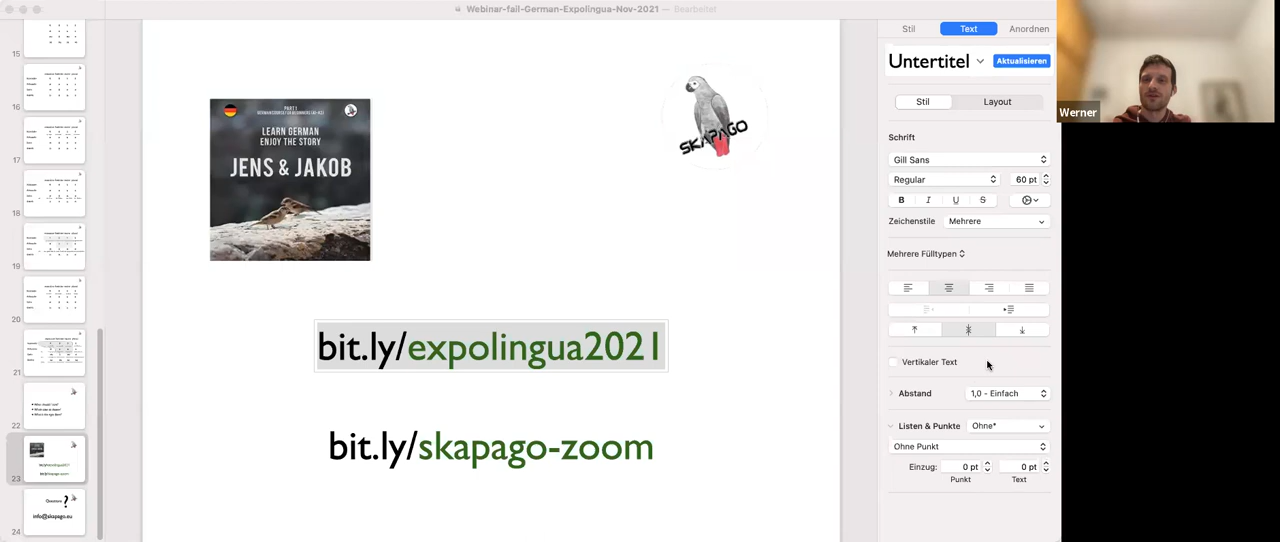 Webinar-fail-German-Expolingua-Nov-2021 — Bearbeitet
15
16
17
18
19
20
21
22
23
24
Questions
?
info@skapago.eu
PART 1
LEARN GERMAN
ENJOY THE STORY
JENS & JAKOB
SKAPAGO
bit.ly/expolingua2021
bit.ly/skapago-zoom
Stil
Text
Anordnen
Untertitel
Aktualisieren
Stil
Layout
Schrift
Gill Sans
Regular
60 pt
B
I
U
S
Zeichenstile
Mehrere
Mehrere Fülltypen
Vertikaler Text
Abstand
1,0 - Einfach
Listen & Punkte
Ohne*
Ohne Punkt
Einzug:
0 pt
0 pt
Punkt
Text
Werner